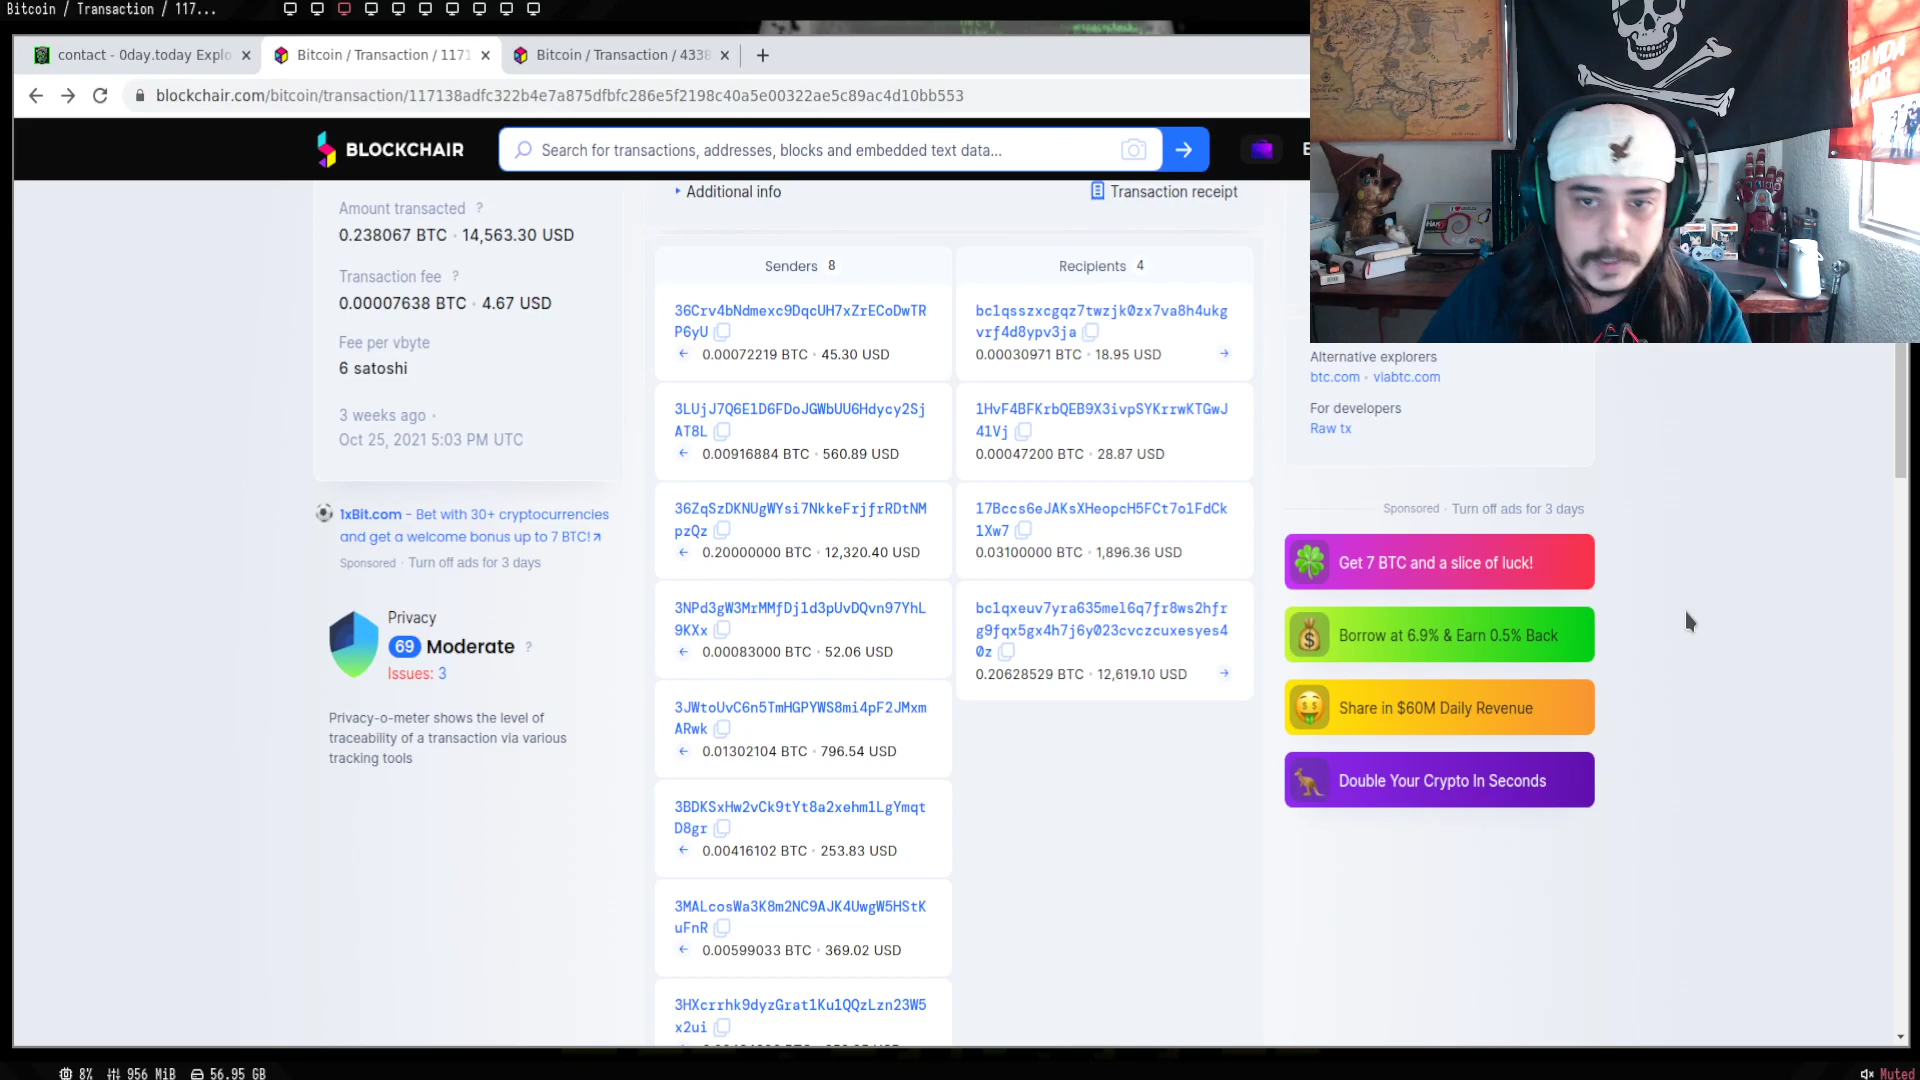 Bitcoin / Transaction / 117...
contact - 0day.today Explo
Bitcoin / Transaction / 1171
Bitcoin / Transaction / 4338
blockchair.com/bitcoin/transaction/117138adfc322b4e7a875dfbfc286e5f2198c40a5e00322ae5c89ac4d10bb553
BLOCKCHAIR
Search for transactions, addresses, blocks and embedded text data...
E
Amount transacted ?
0.238067 BTC · 14,563.30 USD
Transaction fee ?
0.00007638 BTC · 4.67 USD
Fee per vbyte
6 satoshi
3 weeks ago ·
Oct 25, 2021 5:03 PM UTC
1xBit.com - Bet with 30+ cryptocurrencies
and get a welcome bonus up to 7 BTC!
Sponsored · Turn off ads for 3 days
Privacy
69 Moderate ?
Issues: 3
Privacy-o-meter shows the level of
traceability of a transaction via various
tracking tools
Additional info
Transaction receipt
Senders 8
36Crv4bNdmexc9DqcUH7xZrECoDwTR
P6yU
0.00072219 BTC · 45.30 USD
3LUjJ7Q6E1D6FDoJGWbUU6Hdycy2Sj
AT8L
0.00916884 BTC · 560.89 USD
36ZqSzDKNUgWYsi7NkkeFrjfrRDtNM
pzQz
0.20000000 BTC · 12,320.40 USD
3NPd3gW3MrMMfDj1d3pUvDQvn97YhL
9KXx
0.00083000 BTC · 52.06 USD
3JWtoUvC6n5TmHGPYWS8mi4pF2JMxm
ARwk
0.01302104 BTC · 796.54 USD
3BDKSxHw2vCk9tYt8a2xehm1LgYmqt
D8gr
0.00416102 BTC · 253.83 USD
3MALcosWa3K8m2NC9AJK4UwgW5HStK
uFnR
0.00599033 BTC · 369.02 USD
3HXcrrhk9dyzGrat1Ku1QQzLzn23W5
x2ui
Recipients 4
bc1qsszxcgqz7twzjk0zx7va8h4ukg
vrf4d8ypv3ja
0.00030971 BTC · 18.95 USD
1HvF4BFKrbQEB9X3ivpSYKrrwKTGwJ
41Vj
0.00047200 BTC · 28.87 USD
17Bccs6eJAKsXHeopcH5FCt7o1FdCk
1Xw7
0.03100000 BTC · 1,896.36 USD
bc1qxeuv7yra635mel6q7fr8ws2hfr
g9fqx5gx4h7j6y023cvczcuxesyes4
0z
0.20628529 BTC · 12,619.10 USD
Alternative explorers
btc.com · viabtc.com
For developers
Raw tx
Sponsored · Turn off ads for 3 days
Get 7 BTC and a slice of luck!
Borrow at 6.9% & Earn 0.5% Back
Share in $60M Daily Revenue
Double Your Crypto In Seconds
8% 956 MiB 56.95 GB
Muted